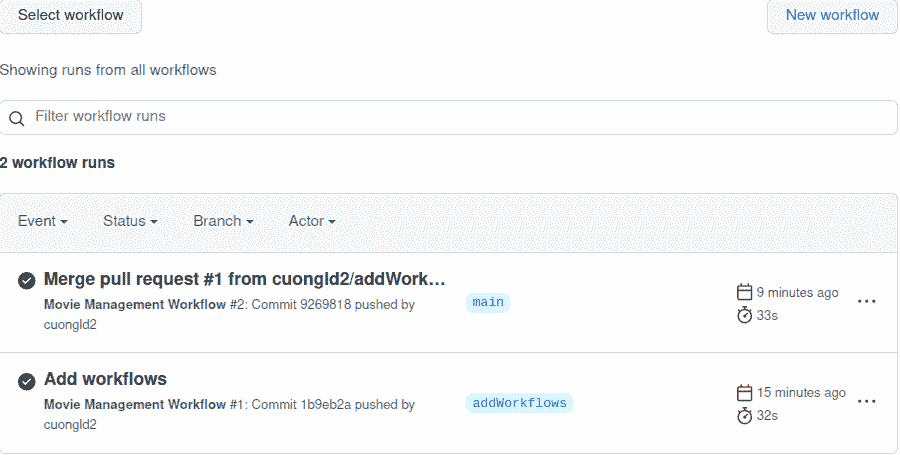 Select workflow
New workflow
Showing runs from all workflows
Filter workflow runs
2 workflow runs
Event Status Branch Actor
Merge pull request #1 from cuongld2/addWork…
Movie Management Workflow #2: Commit 9269818 pushed by
cuongld2
main
9 minutes ago
33s
Add workflows
Movie Management Workflow #1: Commit 1b9eb2a pushed by
cuongld2
addWorkflows
15 minutes ago
32s